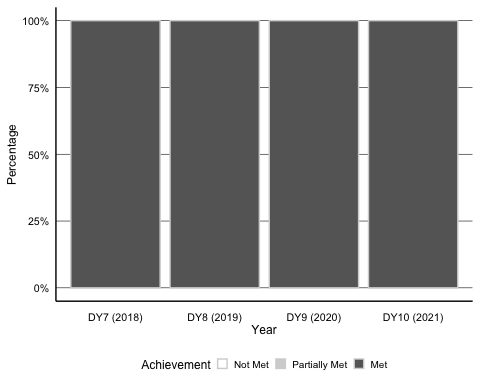 100%
75%
50%
25%
0%
Percentage
DY7 (2018) DY8 (2019) DY9 (2020) DY10 (2021)
Year
Achievement Not Met Partially Met Met